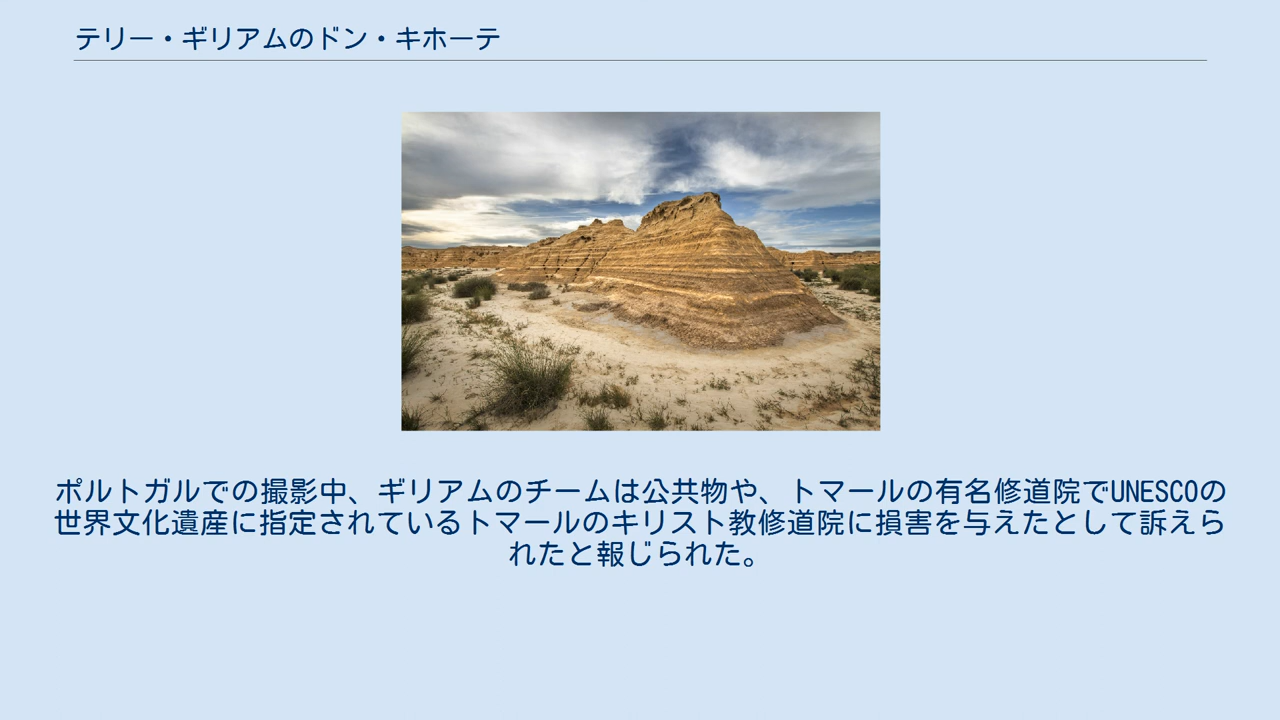 テリー・ギリアムのドン・キホーテ
ポルトガルでの撮影中、ギリアムのチームは公共物や、トマールの有名修道院でUNESCOの
世界文化遺産に指定されているトマールのキリスト教修道院に損害を与えたとして訴えら
れたと報じられた。